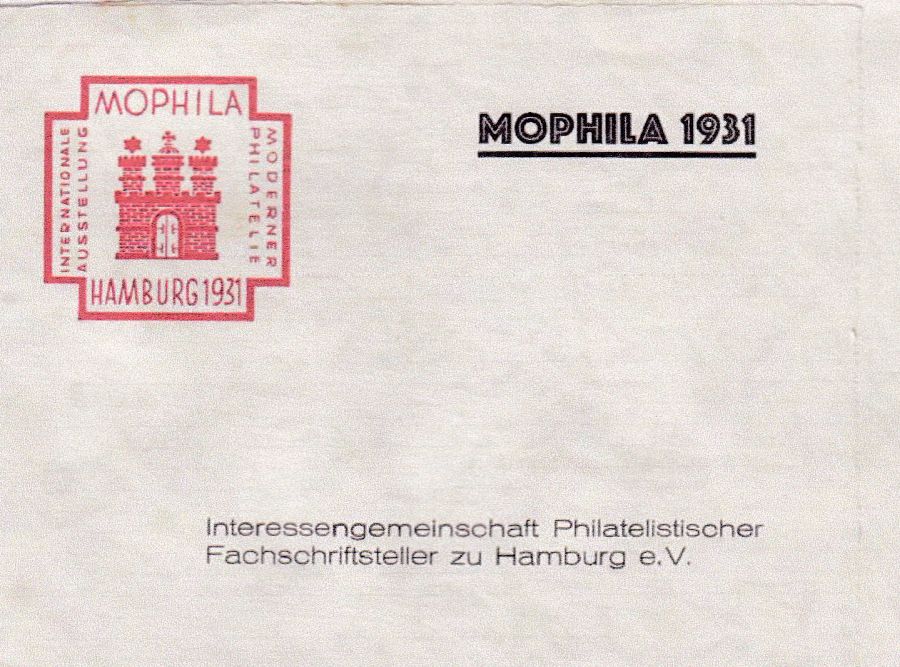 MOPHILA
INTERNATIONALE
AUSSTELLUNG
MODERNER
PHILATELIE
HAMBURG 1931
MOPHILA 1931
Interessengemeinschaft Philatelistischer
Fachschriftsteller zu Hamburg e.V.